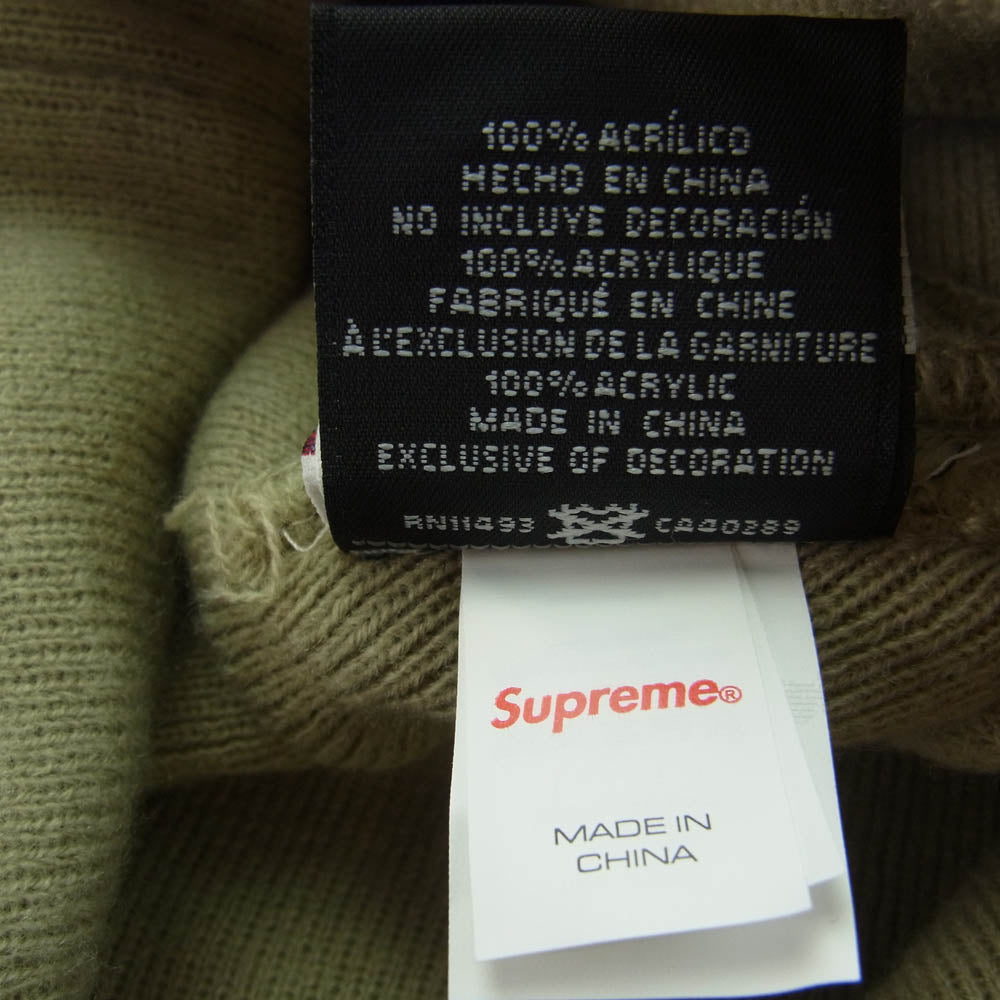 100% ACRÍLICO
HECHO EN CHINA
NO INCLUYE DECORACIÓN
100% ACRYLIQUE
FABRIQUÉ EN CHINE
À L'EXCLUSION DE LA GARNITURE
100% ACRYLIC
MADE IN CHINA
EXCLUSIVE OF DECORATION
RN11493 CA40389
Supreme®
MADE IN
CHINA